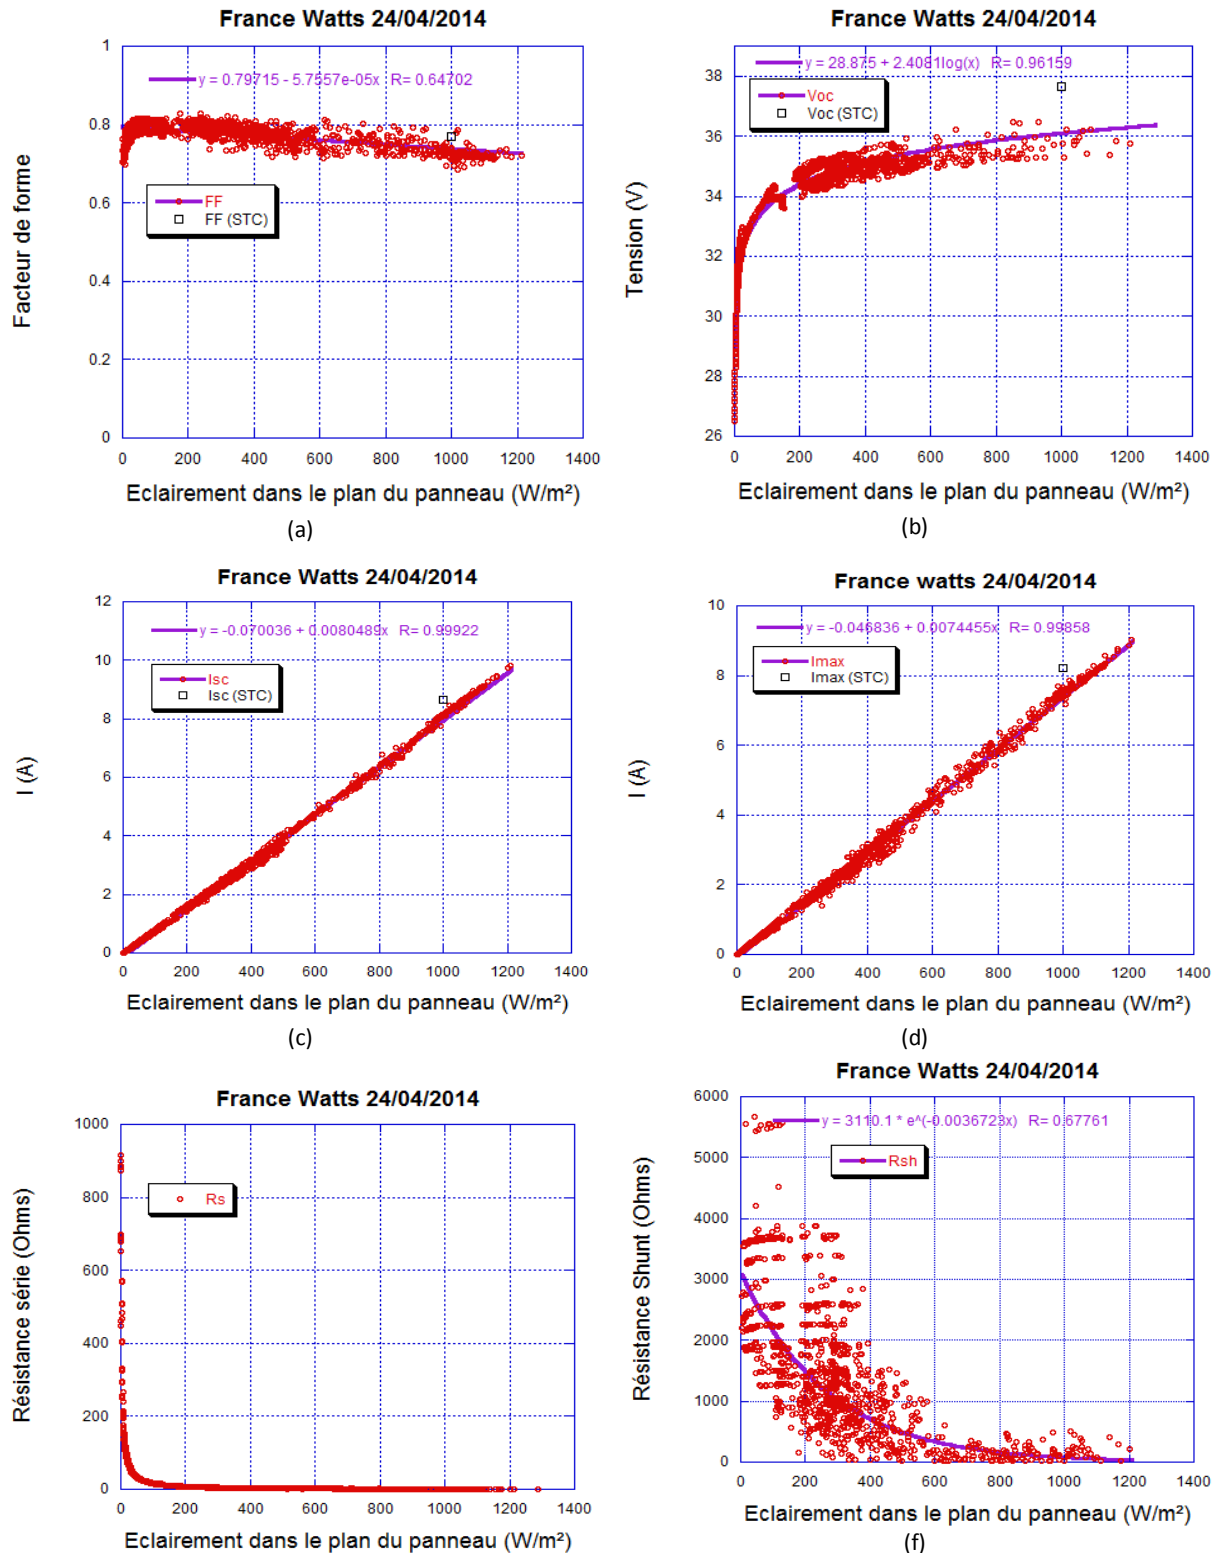 France Watts 24/04/2014
1
0.8
0.6
0.4
0.2
0
y = 0.79715 - 5.7557e-05x R= 0.64702
FF
FF (STC)
Facteur de forme
0 200 400 600 800 1000 1200 1400
Eclairement dans le plan du panneau (W/m²)
(a)
France Watts 24/04/2014
40
38
36
34
32
30
28
26
y = 28.875 + 2.4081log(x) R= 0.96159
Voc
Voc (STC)
Tension (V)
0 200 400 600 800 1000 1200 1400
Eclairement dans le plan du panneau (W/m²)
(b)
France Watts 24/04/2014
12
10
8
6
4
2
0
y = -0.070036 + 0.0080489x R= 0.99922
Isc
Isc (STC)
I (A)
0 200 400 600 800 1000 1200 1400
Eclairement dans le plan du panneau (W/m²)
(c)
France watts 24/04/2014
10
8
6
4
2
0
y = -0.046836 + 0.0074455x R= 0.99858
Imax
Imax (STC)
I (A)
0 200 400 600 800 1000 1200 1400
Eclairement dans le plan du panneau (W/m²)
(d)
France Watts 24/04/2014
1000
800
600
400
200
0
Rs
Résistance série (Ohms)
0 200 400 600 800 1000 1200 1400
Eclairement dans le plan du panneau (W/m²)
France Watts 24/04/2014
6000
5000
4000
3000
2000
1000
0
y = 3110.1 * e^(-0.0036723x) R= 0.67761
Rsh
Résistance Shunt (Ohms)
0 200 400 600 800 1000 1200 1400
Eclairement dans le plan du panneau (W/m²)
(f)